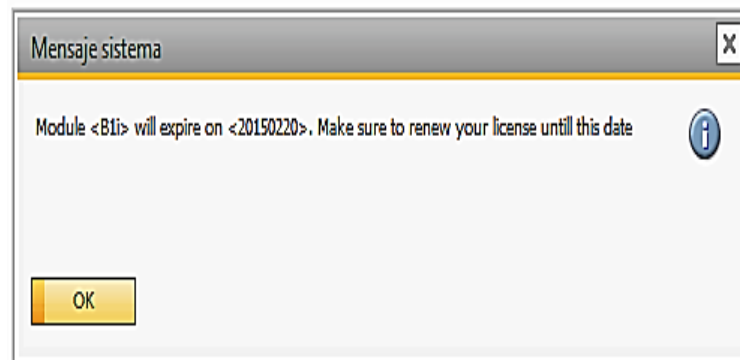 Mensaje sistema
Module <B1i> will expire on <20150220>. Make sure to renew your license untill this date
OK